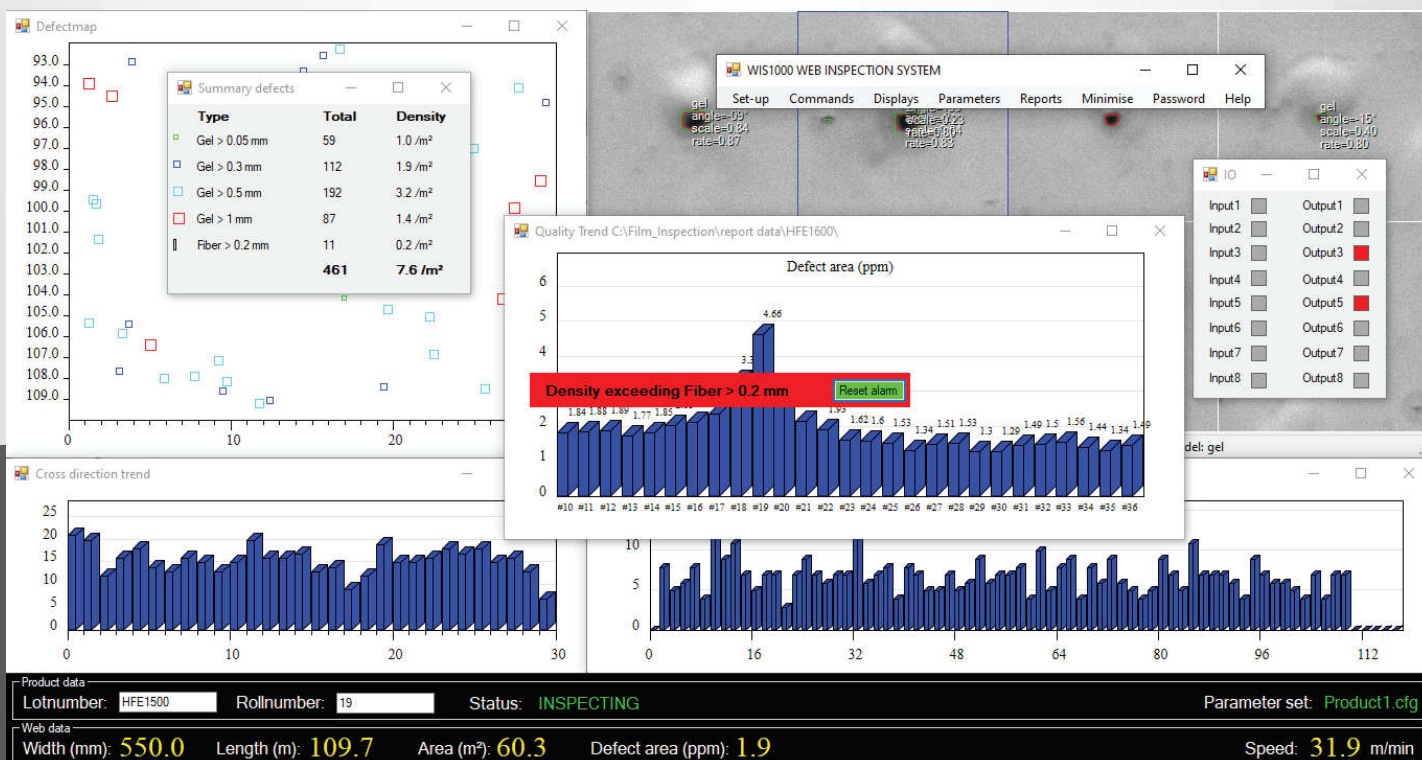 Defectmap
93.0
94.0
95.0
96.0
97.0
98.0
99.0
100.0
101.0
102.0
103.0
104.0
105.0
106.0
107.0
108.0
109.0
0 10 20
Summary defects
Type Total Density
Gel > 0.05 mm 59 1.0 /m²
Gel > 0.3 mm 112 1.9 /m²
Gel > 0.5 mm 192 3.2 /m²
Gel > 1 mm 87 1.4 /m²
Fiber > 0.2 mm 11 0.2 /m²
461 7.6 /m²
WIS1000 WEB INSPECTION SYSTEM
Set-up Commands Displays Parameters Reports Minimise Password Help
gel
angle=-09°
scale=0.84
rate=0.87
rate=0.83
gel
angle=-15°
scale=0.40
rate=0.80
IO
Input1 Output1
Input2 Output2
Input3 Output3
Input4 Output4
Input5 Output5
Input6 Output6
Input7 Output7
Input8 Output8
del: gel
Quality Trend C:\Film_Inspection\report data\HFE1600\
Defect area (ppm)
6
5
4
2
1
0
4.66
3.3
Density exceeding Fiber > 0.2 mm Reset alarm
1.84 1.88 1.89 1.77 1.85 1.93 1.62 1.6 1.53 1.34 1.51 1.53 1.3 1.29 1.49 1.5 1.56 1.44 1.34 1.49
#10 #11 #12 #13 #14 #15 #16 #17 #18 #19 #20 #21 #22 #23 #24 #25 #26 #27 #28 #29 #30 #31 #32 #33 #34 #35 #36
Cross direction trend
25
20
15
10
5
0
0 10 20 30
10
5
0
0 16 32 48 64 80 96 112
Product data
Lotnumber: HFE1500 Rollnumber: 19 Status: INSPECTING Parameter set: Product1.cfg
Web data
Width (mm): 550.0 Length (m): 109.7 Area (m²): 60.3 Defect area (ppm): 1.9 Speed: 31.9 m/min